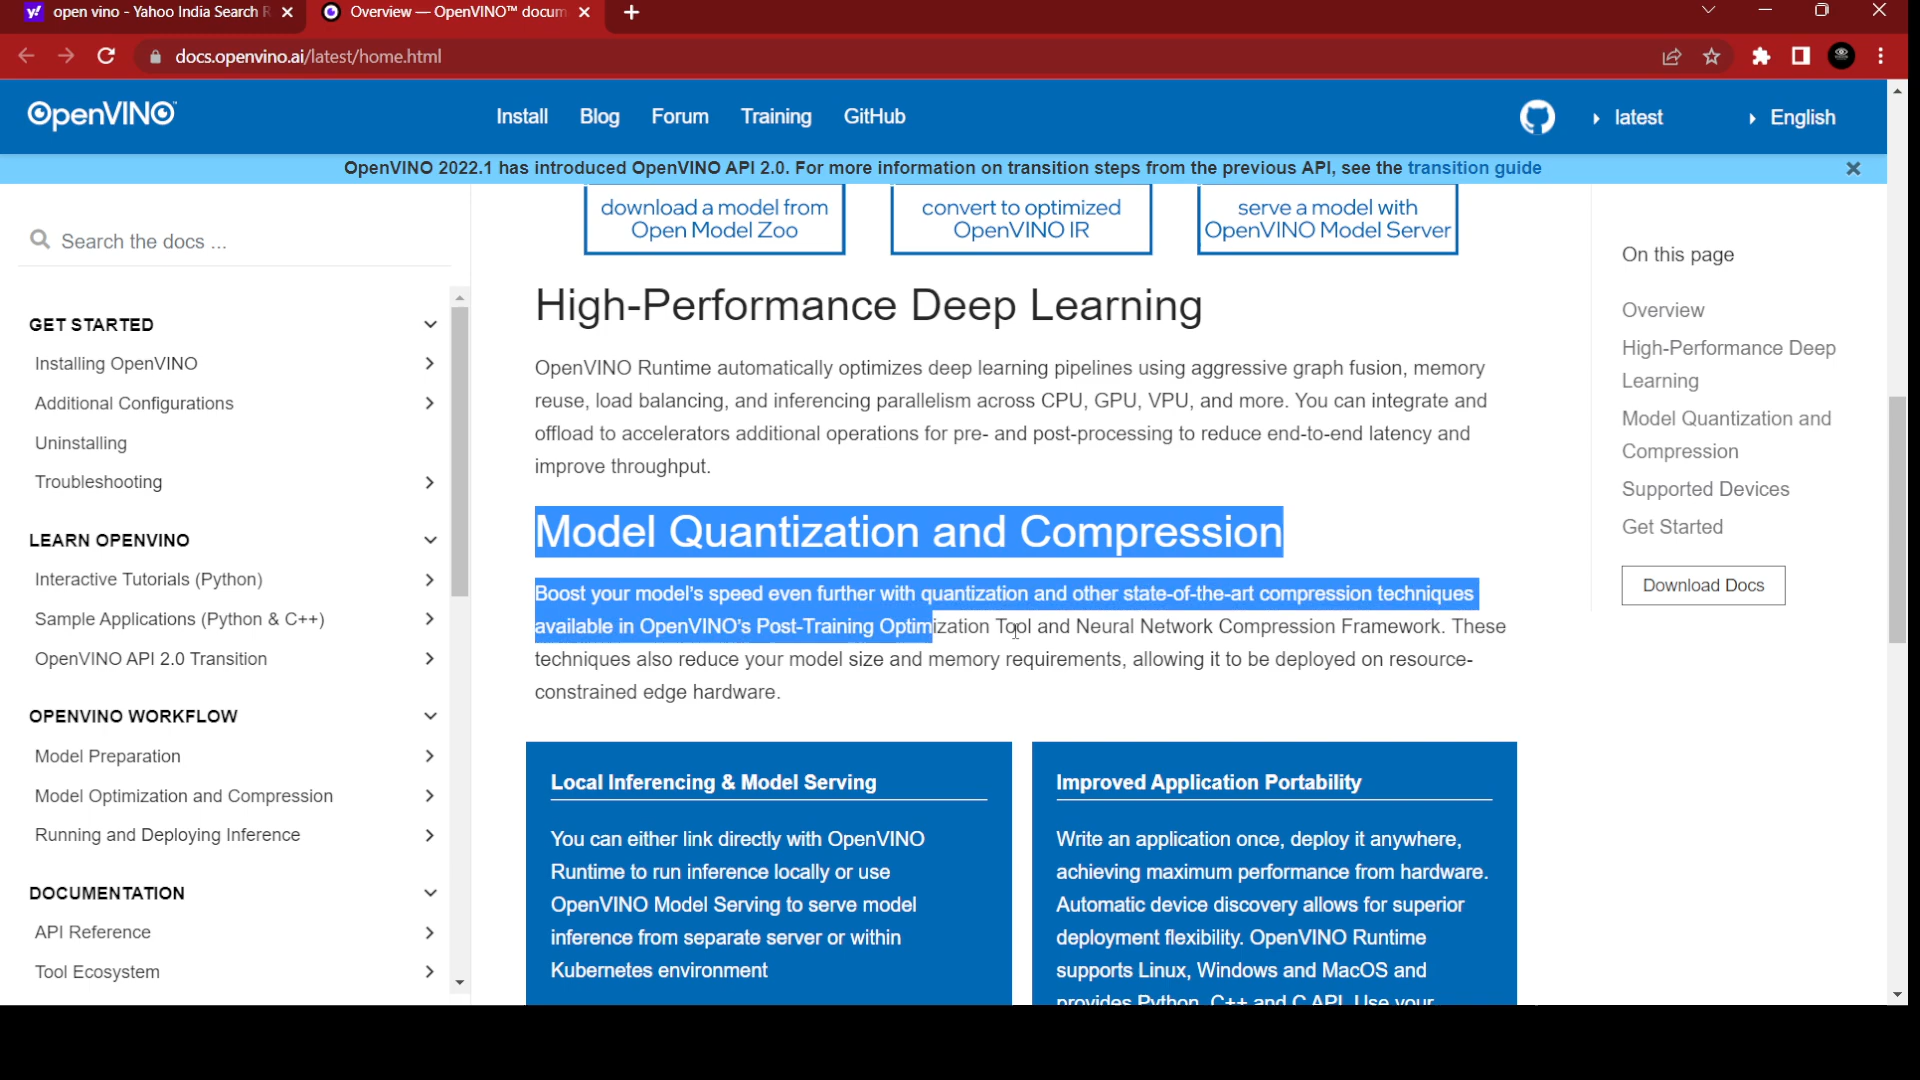 open vino - Yahoo India Search R
Overview — OpenVINO™ docum
docs.openvino.ai/latest/home.html
OpenVINO
Install
Blog
Forum
Training
GitHub
latest
English
OpenVINO 2022.1 has introduced OpenVINO API 2.0. For more information on transition steps from the previous API, see the transition guide
Search the docs ...
GET STARTED
Installing OpenVINO
Additional Configurations
Uninstalling
Troubleshooting
LEARN OPENVINO
Interactive Tutorials (Python)
Sample Applications (Python & C++)
OpenVINO API 2.0 Transition
OPENVINO WORKFLOW
Model Preparation
Model Optimization and Compression
Running and Deploying Inference
DOCUMENTATION
API Reference
Tool Ecosystem
download a model from
Open Model Zoo
convert to optimized
OpenVINO IR
serve a model with
OpenVINO Model Server
High-Performance Deep Learning
OpenVINO Runtime automatically optimizes deep learning pipelines using aggressive graph fusion, memory
reuse, load balancing, and inferencing parallelism across CPU, GPU, VPU, and more. You can integrate and
offload to accelerators additional operations for pre- and post-processing to reduce end-to-end latency and
improve throughput.
Model Quantization and Compression
Boost your model's speed even further with quantization and other state-of-the-art compression techniques
available in OpenVINO's Post-Training Optimization Tool and Neural Network Compression Framework. These
techniques also reduce your model size and memory requirements, allowing it to be deployed on resource-
constrained edge hardware.
Local Inferencing & Model Serving
You can either link directly with OpenVINO
Runtime to run inference locally or use
OpenVINO Model Serving to serve model
inference from separate server or within
Kubernetes environment
Improved Application Portability
Write an application once, deploy it anywhere,
achieving maximum performance from hardware.
Automatic device discovery allows for superior
deployment flexibility. OpenVINO Runtime
supports Linux, Windows and MacOS and
provides Python, C++ and C API. Use your
On this page
Overview
High-Performance Deep
Learning
Model Quantization and
Compression
Supported Devices
Get Started
Download Docs